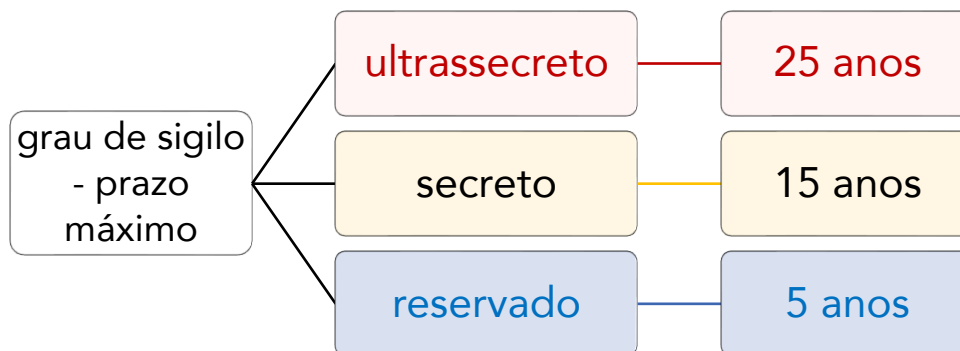 grau de sigilo
- prazo
máximo
ultrassecreto
25 anos
secreto
15 anos
reservado
5 anos